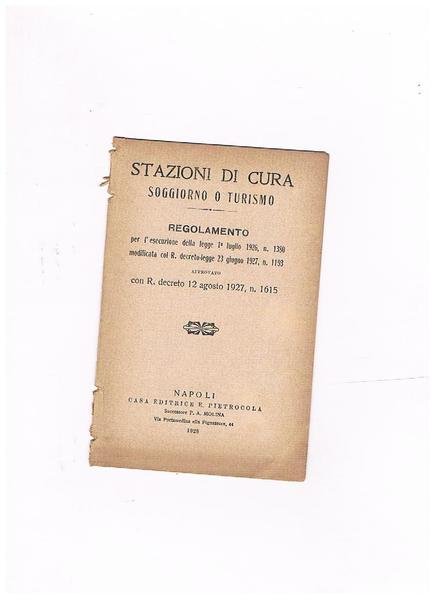 STAZIONI DI CURA
SOGGIORNO O TURISMO
REGOLAMENTO
per l'esecuzione della legge 1º luglio 1926, n. 1380
modificata col R. decreto-legge 23 giugno 1927, n. 1193
APPROVATO
con R. decreto 12 agosto 1927, n. 1615
NAPOLI
CASA EDITRICE E. PIETROCOLA
Successore P. A. MOLINA
Via Portamedina alla Pignasecca, 44
1928